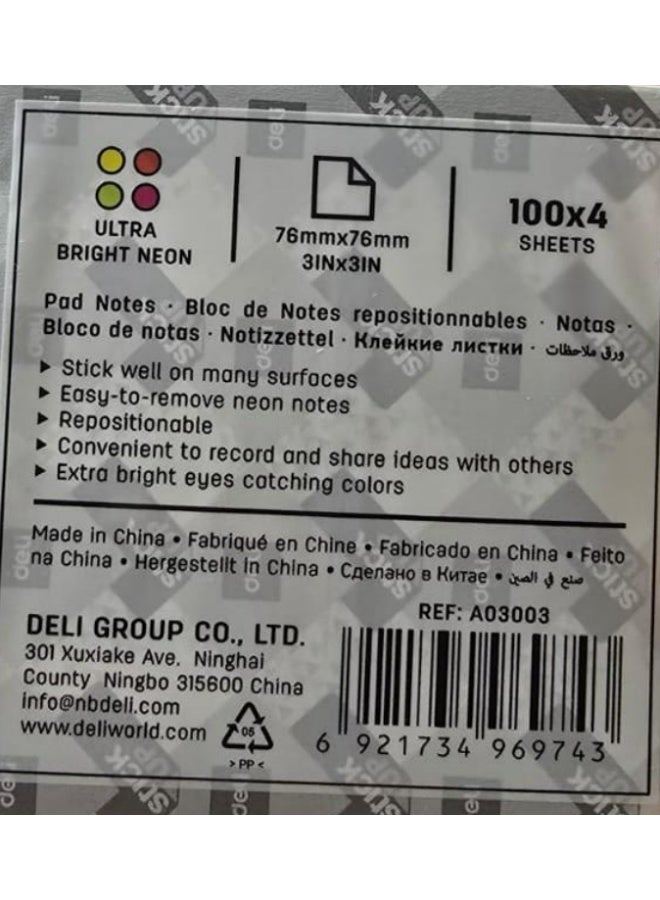 ULTRA
BRIGHT NEON
76mmx76mm
3INx3IN
100x4
SHEETS
Pad Notes · Bloc de Notes repositionnables · Notas ·
Bloco de notas · Notizzettel · Клейкие листки · ورق ملاحظات
Stick well on many surfaces
Easy-to-remove neon notes
Repositionable
Convenient to record and share ideas with others
Extra bright eyes catching colors
Made in China • Fabriqué en Chine • Fabricado en China • Feito
na China • Hergestellt in China • Сделано в Китае • صنع في الصين
DELI GROUP CO., LTD.
301 Xuxiake Ave. Ninghai
County Ningbo 315600 China
info@nbdeli.com
www.deliworld.com
05
>PP<
REF: A03003
6 921734 969743
deli
STICK UP